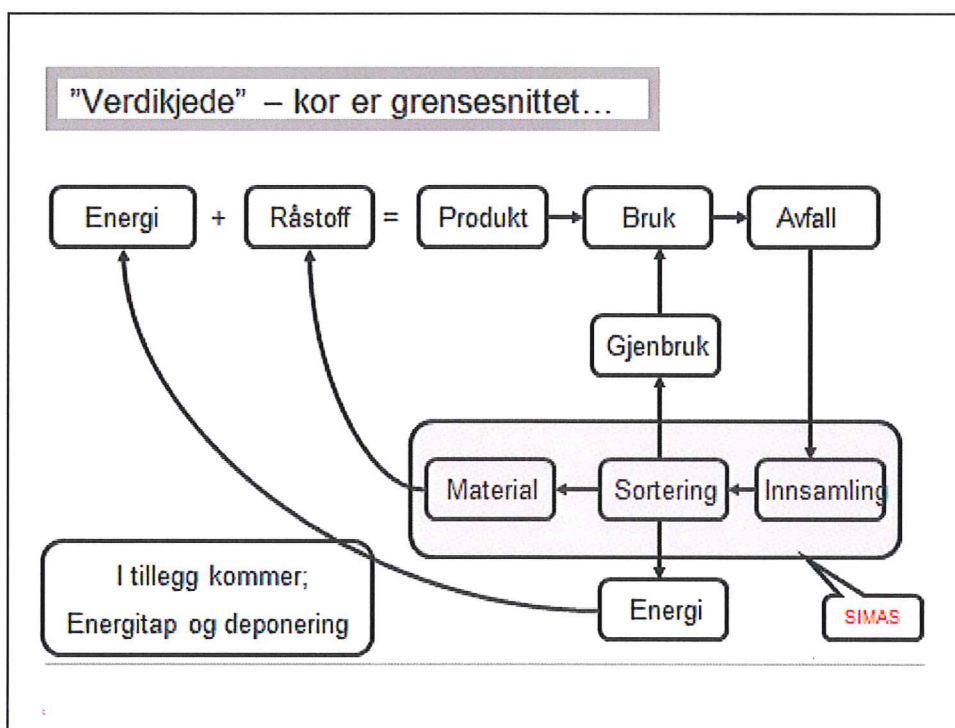 ”Verdikjede” – kor er grensesnittet…
Energi + Råstoff = Produkt Bruk Avfall
Gjenbruk
Material Sortering Innsamling
I tillegg kommer;
Energitap og deponering
Energi
SIMAS